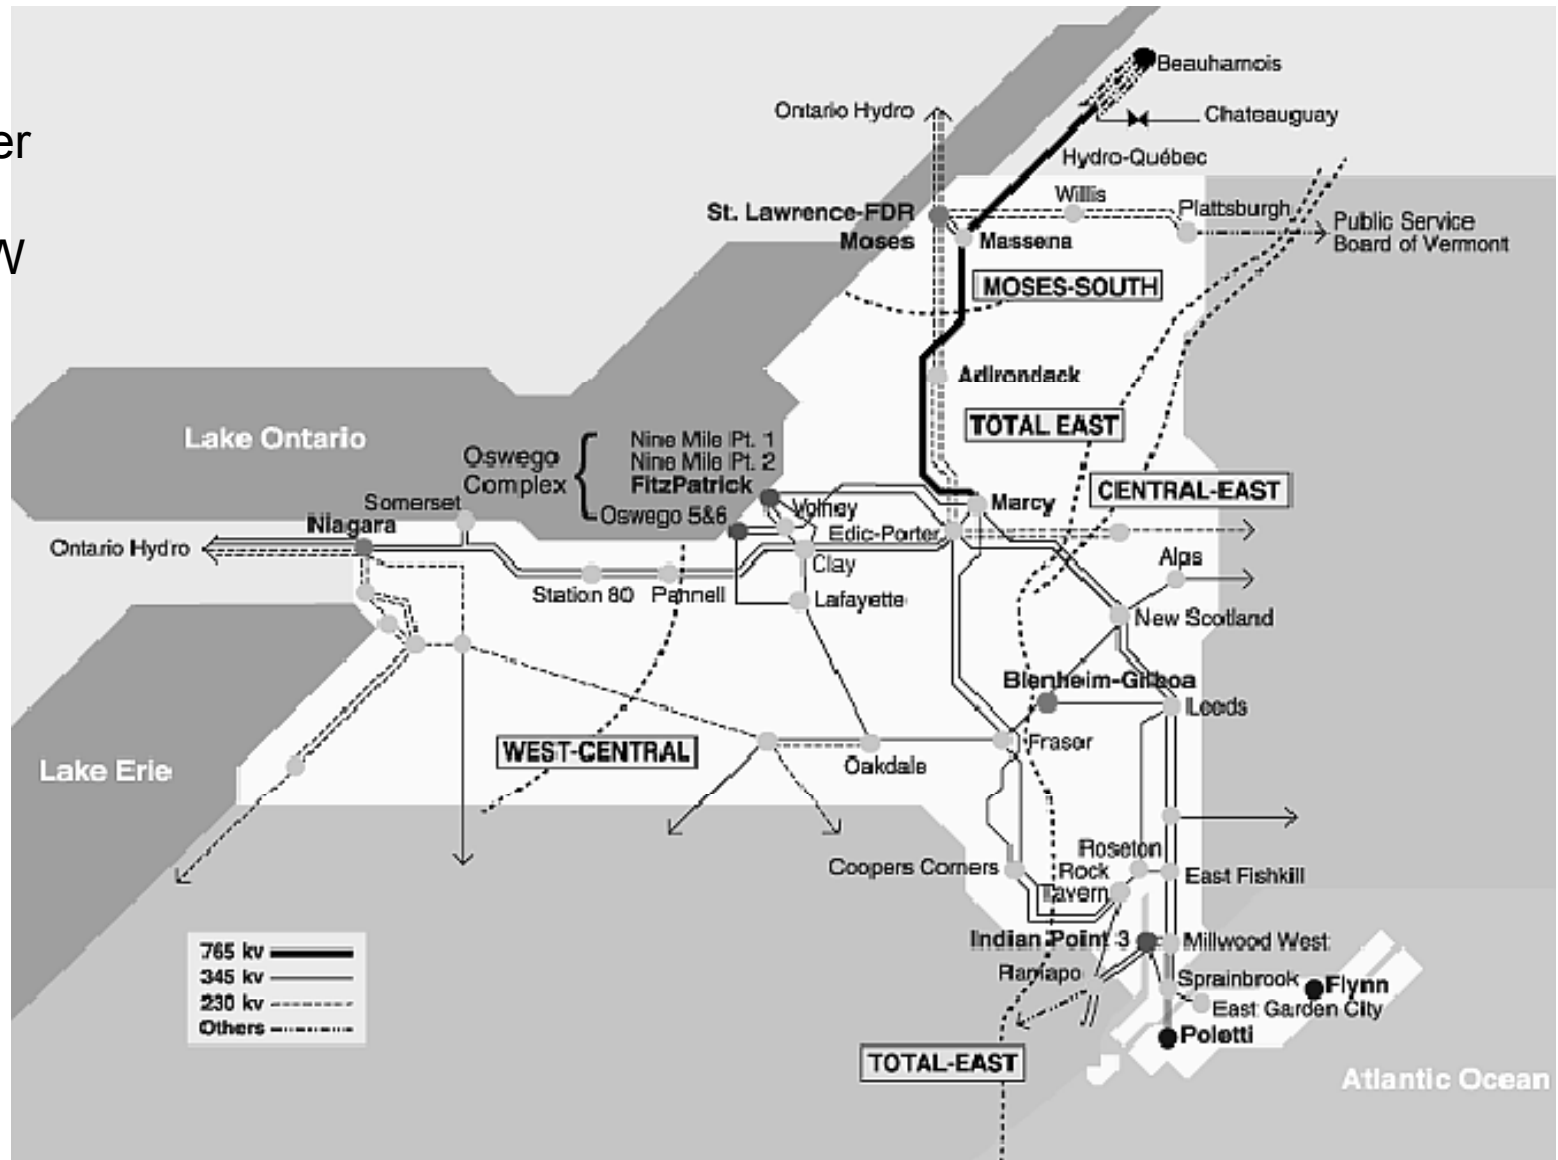 er
W
Beauharnois
Ontario Hydro
Chateauguay
Hydro-Québec
Willis
St. Lawrence-FDR
Plattsburgh
Public Service
Board of Vermont
Moses
Massena
MOSES-SOUTH
Adirondack
TOTAL EAST
Lake Ontario
Oswego
Complex
Nine Mile Pt. 1
Nine Mile Pt. 2
FitzPatrick
Oswego 5&6
CENTRAL-EAST
Somerset
Niagara
Volney
Marcy
Edic-Porter
Ontario Hydro
Clay
Alps
Station 80
Pannell
Lafayette
New Scotland
Blenheim-Gilboa
Leeds
WEST-CENTRAL
Fraser
Oakdale
Lake Erie
Roseton
Coopers Corners
Rock
Tavern
East Fishkill
Indian Point 3
Millwood West
Ramapo
Sprainbrook
Flynn
East Garden City
Poletti
765 kv
345 kv
230 kv
Others
TOTAL-EAST
Atlantic Ocean